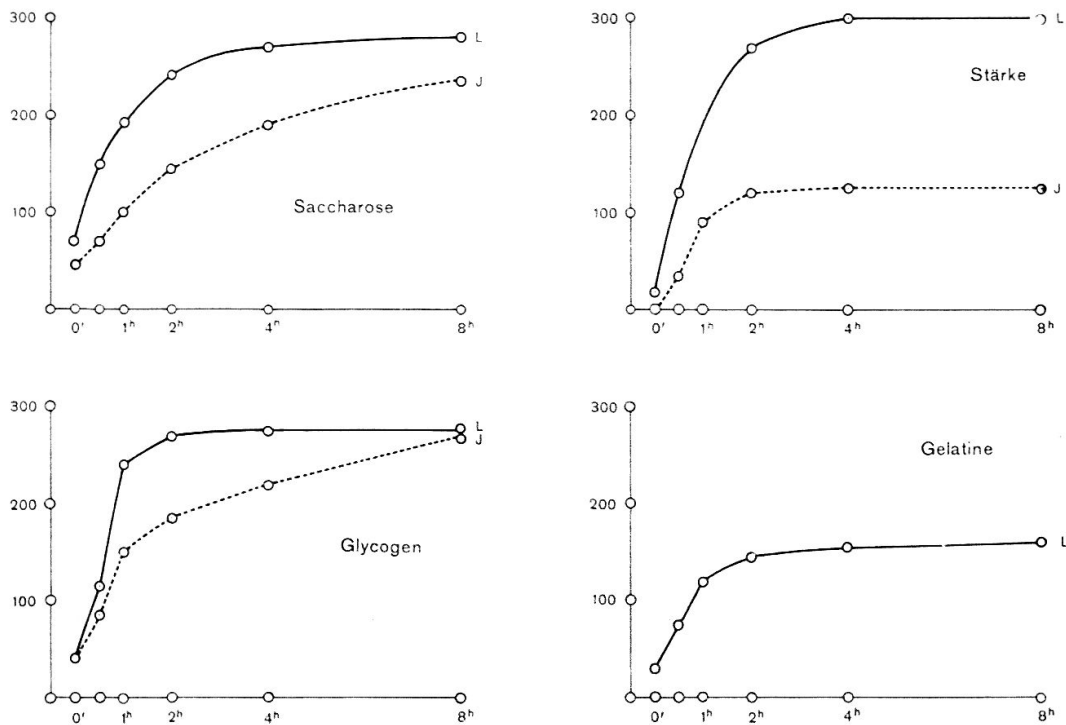 300
L
200
J
100
Saccharose
0' 1ʰ 2ʰ 4ʰ 8ʰ
300
L
Stärke
200
J
100
0' 1ʰ 2ʰ 4ʰ 8ʰ
300
L
J
200
Glycogen
100
0' 1ʰ 2ʰ 4ʰ 8ʰ
300
Gelatine
200
L
100
0' 1ʰ 2ʰ 4ʰ 8ʰ